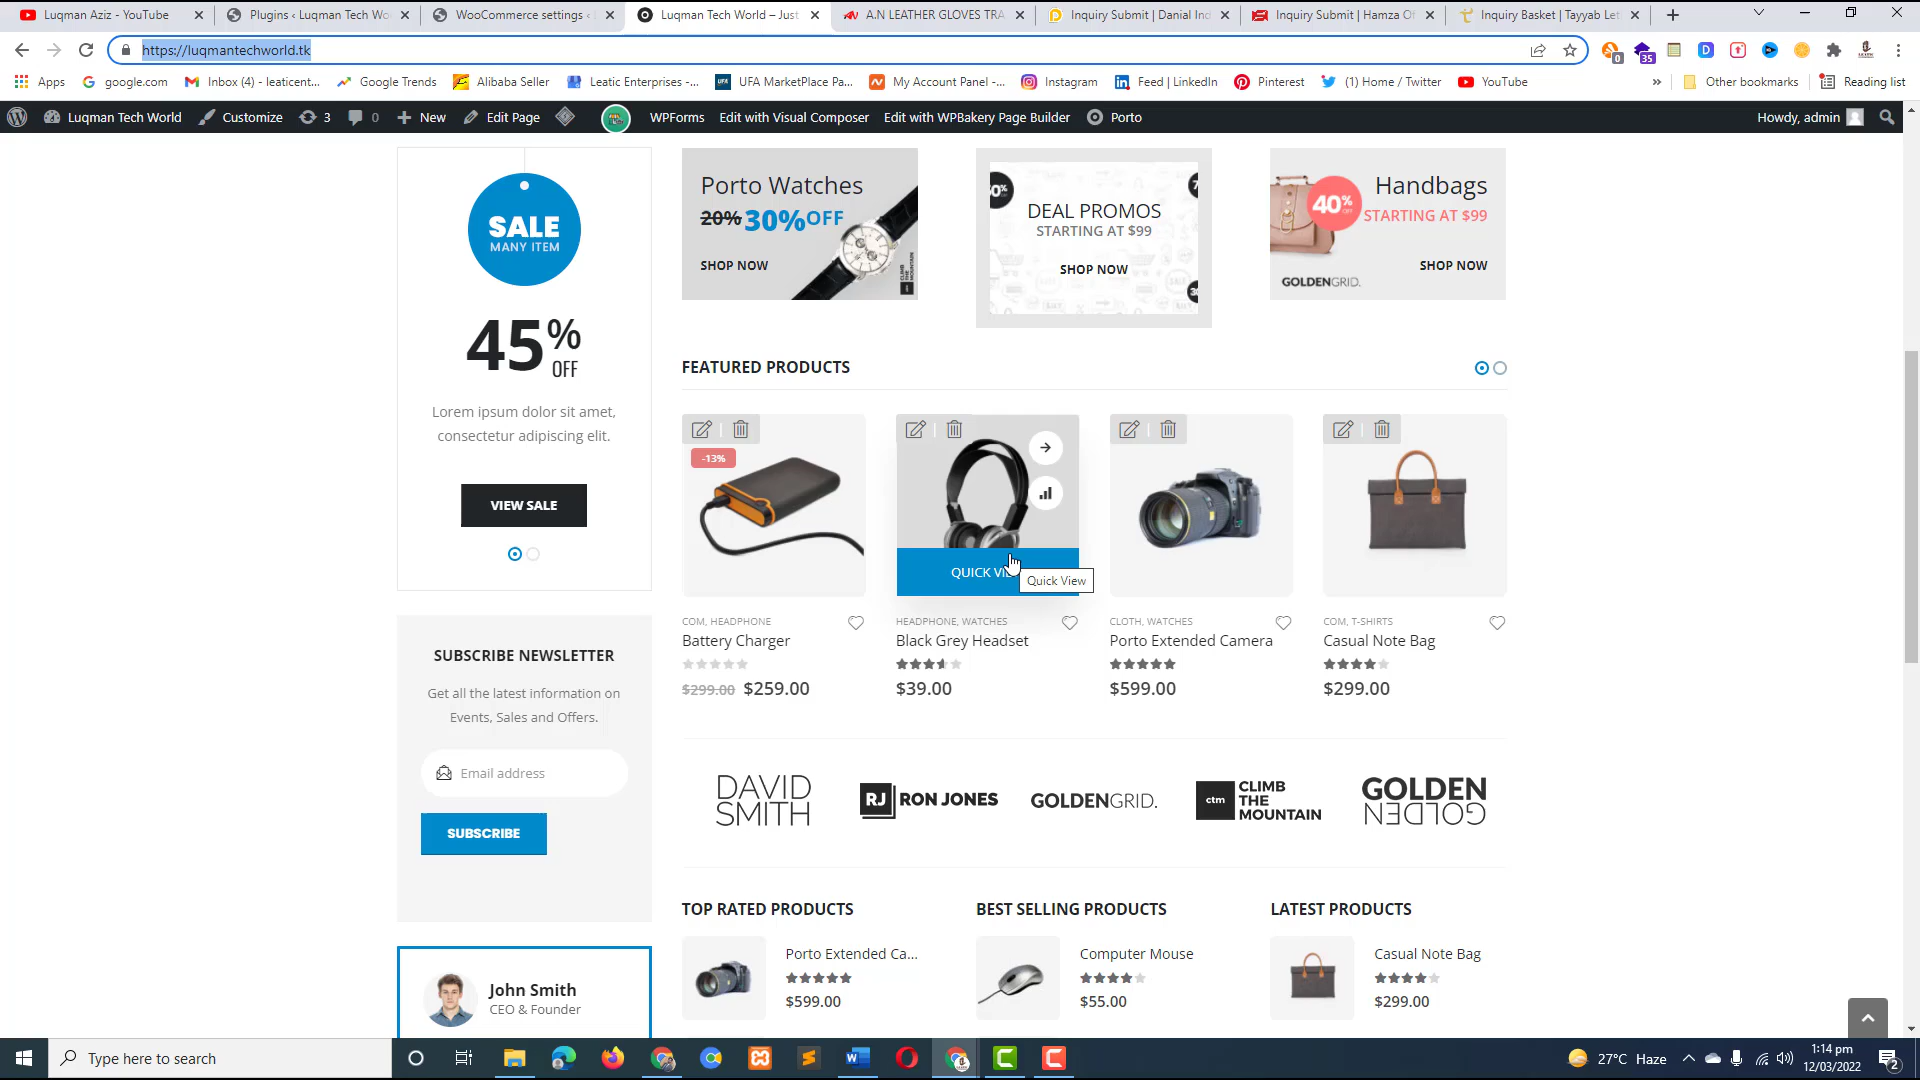 Luqman Aziz - YouTube
Plugins ‹ Luqman Tech Wo
WooCommerce settings ‹
Luqman Tech World – Just
A.N LEATHER GLOVES TRA
Inquiry Submit | Danial Ind
Inquiry Submit | Hamza Of
Inquiry Basket | Tayyab Let
https://luqmantechworld.tk
0
35
Apps
google.com
Inbox (4) - leaticent...
Google Trends
Alibaba Seller
Leatic Enterprises -...
UFA MarketPlace Pa...
My Account Panel -...
Instagram
Feed | LinkedIn
Pinterest
(1) Home / Twitter
YouTube
»
Other bookmarks
Reading list
Luqman Tech World
Customize
3
0
New
Edit Page
WPForms
Edit with Visual Composer
Edit with WPBakery Page Builder
Porto
Howdy, admin
SALE
MANY ITEM
45% OFF
Lorem ipsum dolor sit amet,
consectetur adipiscing elit.
VIEW SALE
Porto Watches
20% 30% OFF
SHOP NOW
CLIMB THE MOUNTAIN
DEAL PROMOS
STARTING AT $99
SHOP NOW
Handbags
40% OFF
STARTING AT $99
SHOP NOW
GOLDENGRID.
FEATURED PRODUCTS
-13%
QUICK VI
Quick View
COM, HEADPHONE
Battery Charger
$299.00 $259.00
HEADPHONE, WATCHES
Black Grey Headset
$39.00
CLOTH, WATCHES
Porto Extended Camera
$599.00
COM, T-SHIRTS
Casual Note Bag
$299.00
SUBSCRIBE NEWSLETTER
Get all the latest information on
Events, Sales and Offers.
Email address
SUBSCRIBE
DAVID
SMITH
RJ RON JONES
GOLDENGRID.
ctm
CLIMB
THE
MOUNTAIN
GOLDEN
GOLDEN
TOP RATED PRODUCTS
Porto Extended Ca...
$599.00
BEST SELLING PRODUCTS
Computer Mouse
$55.00
LATEST PRODUCTS
Casual Note Bag
$299.00
John Smith
CEO & Founder
Type here to search
27°C Haze
1:14 pm
12/03/2022
2